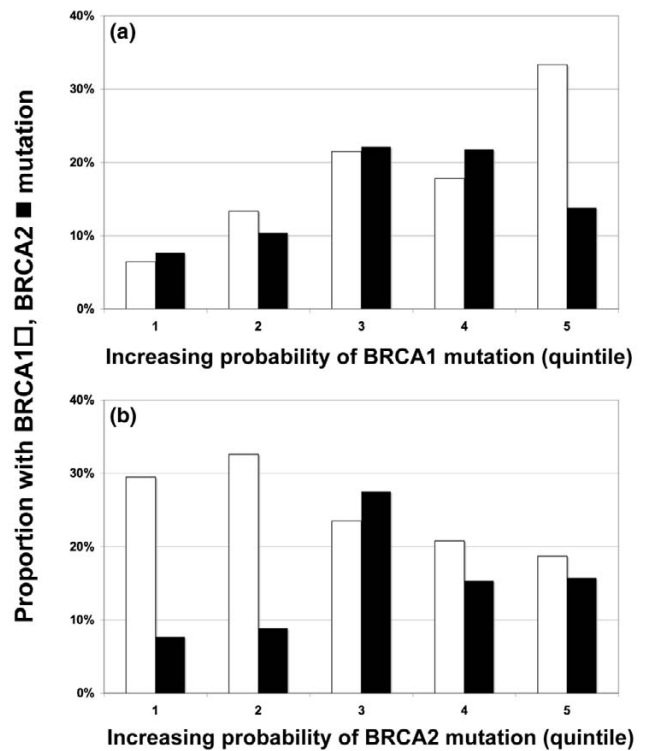 Proportion with BRCA1□, BRCA2 ■ mutation
(a)
40%
30%
20%
10%
0%
1 2 3 4 5
Increasing probability of BRCA1 mutation (quintile)
(b)
40%
30%
20%
10%
0%
1 2 3 4 5
Increasing probability of BRCA2 mutation (quintile)